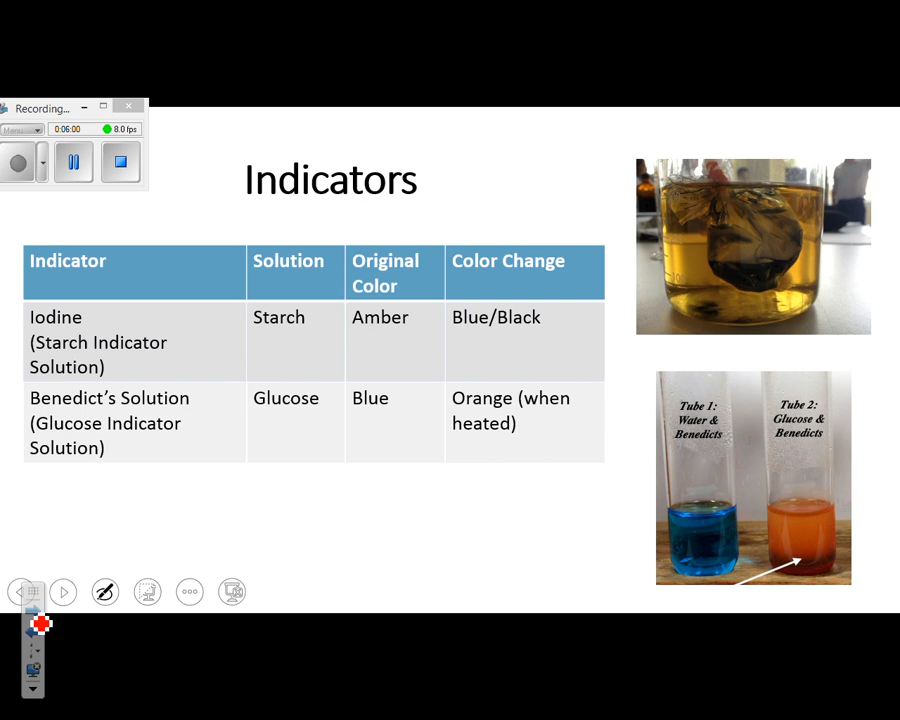 Recording...
Menu
0:06:00
8.0 fps
Indicators
Indicator Solution Original Color Color Change
Iodine (Starch Indicator Solution) Starch Amber Blue/Black
Benedict’s Solution (Glucose Indicator Solution) Glucose Blue Orange (when heated)
Tube 1:
Water &
Benedicts
Tube 2:
Glucose &
Benedicts